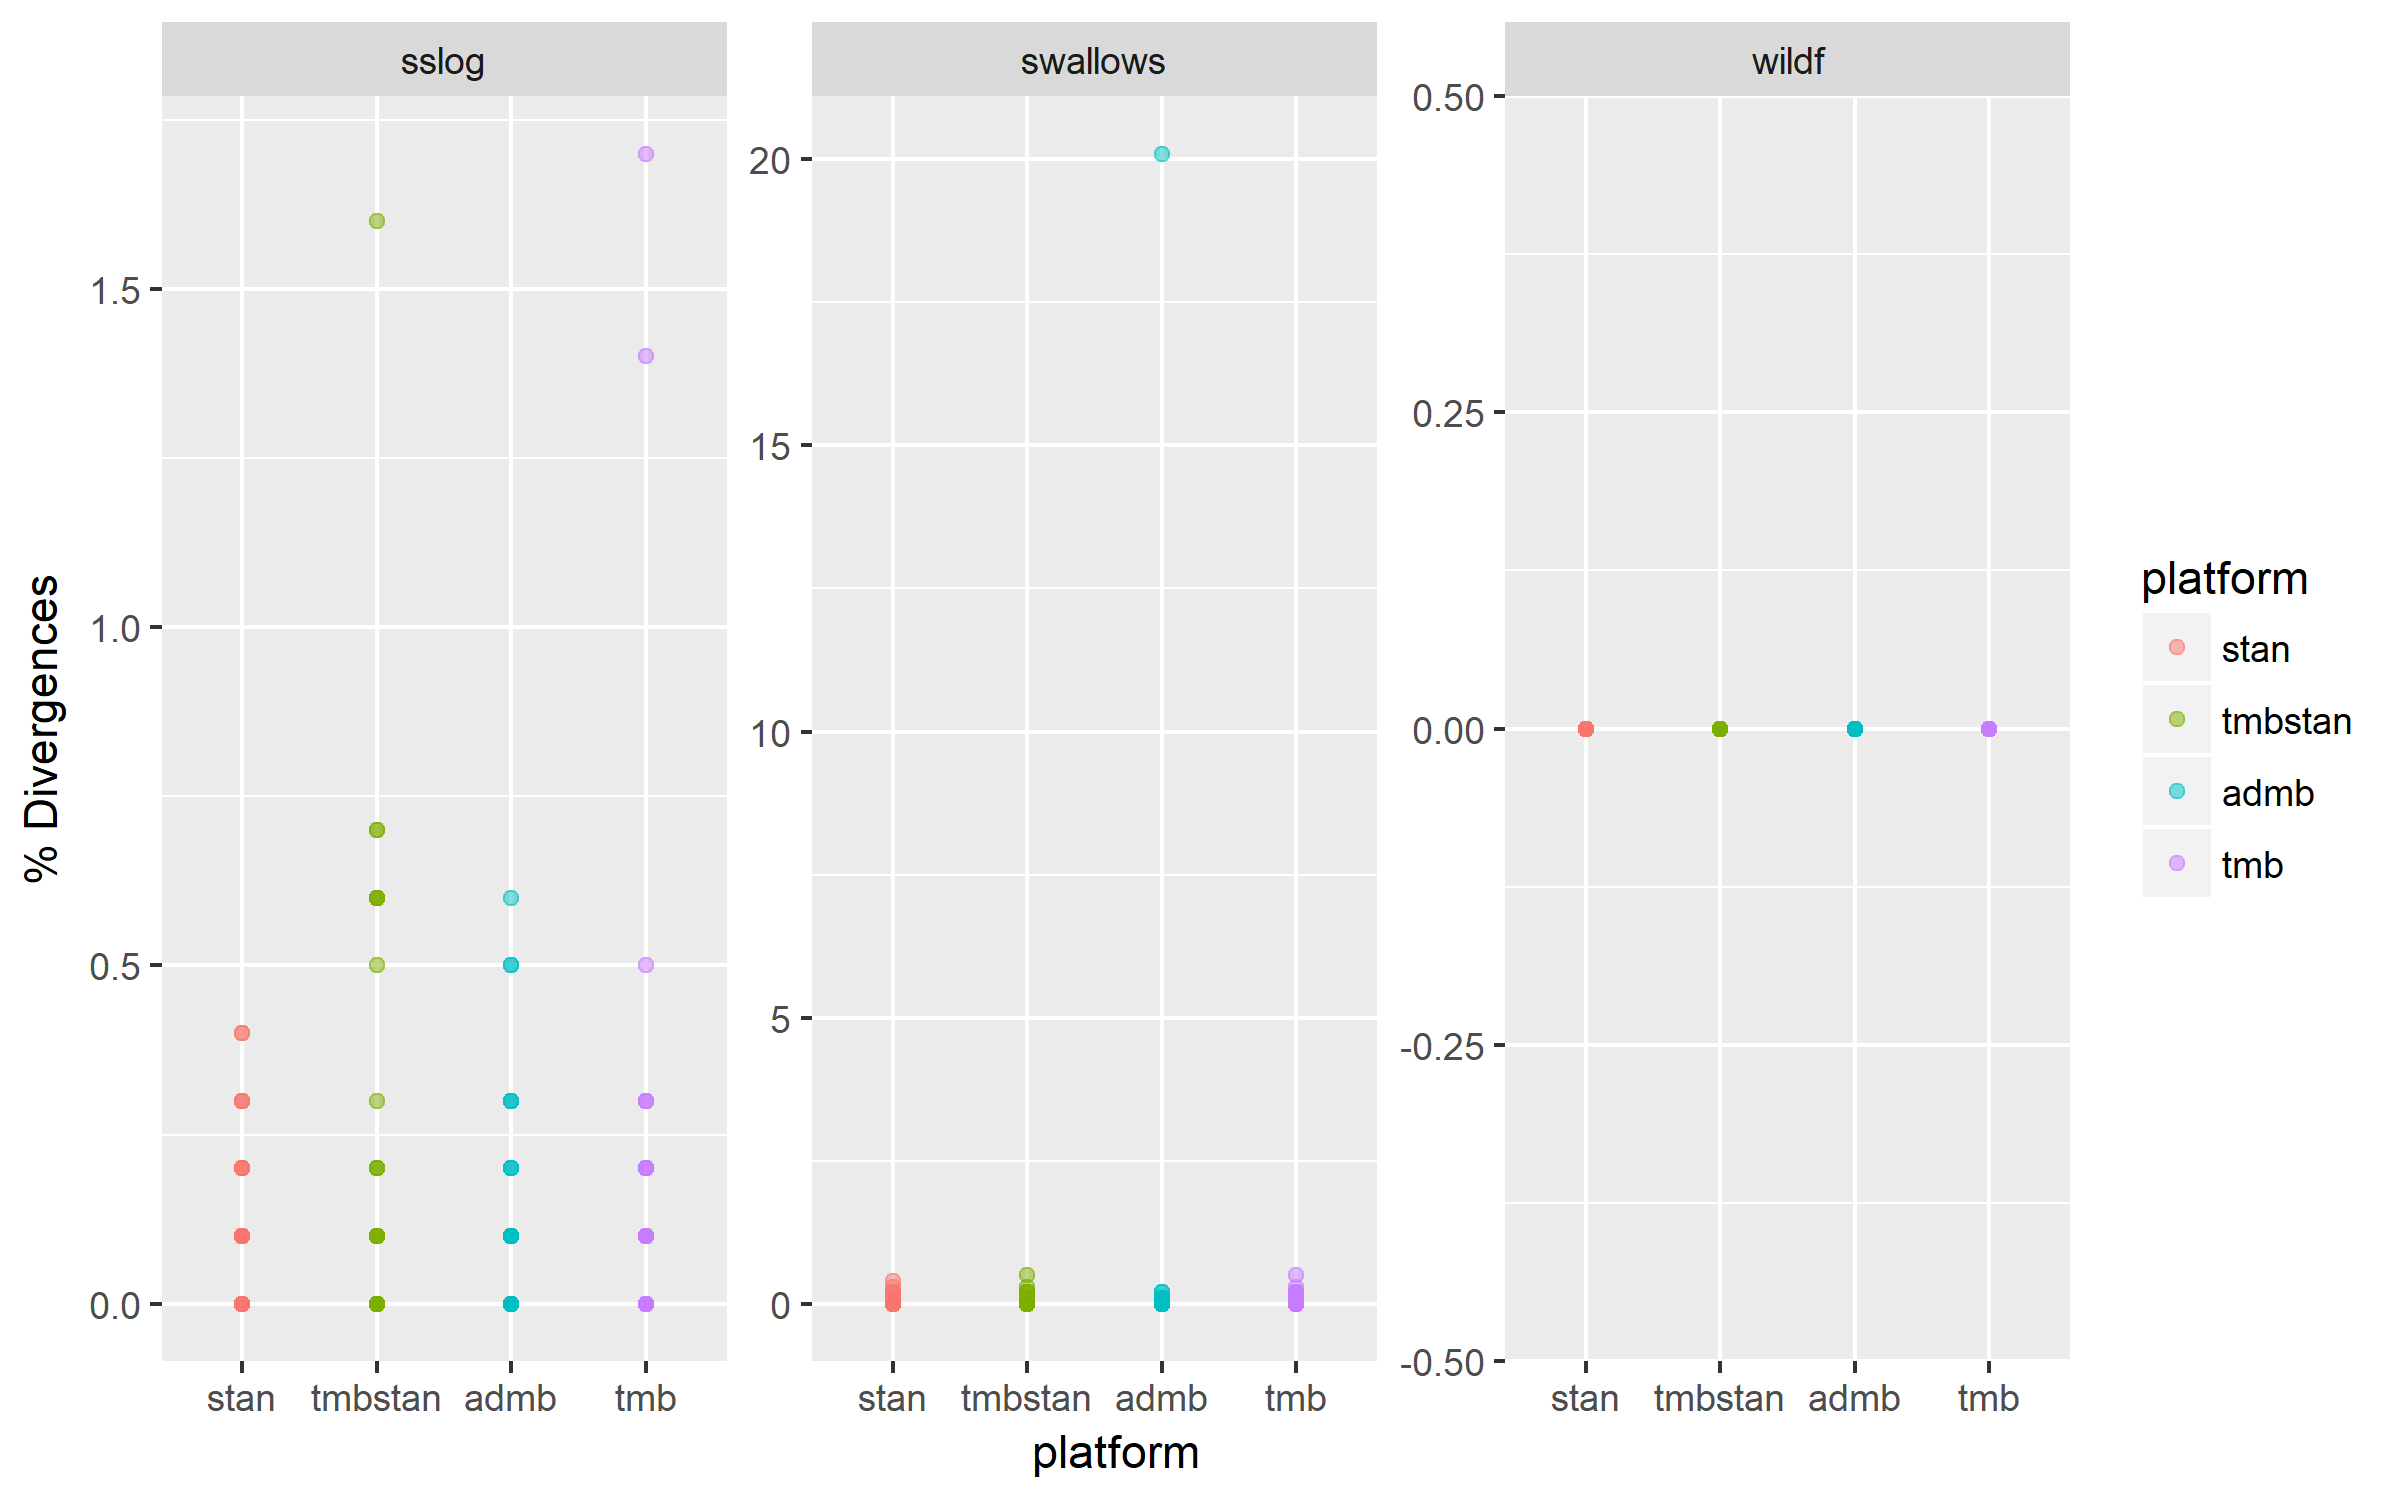 sslog
swallows
wildf
% Divergences
1.5
1.0
0.5
0.0
20
15
10
5
0
0.50
0.25
0.00
-0.25
-0.50
stan tmbstan admb tmb
stan tmbstan admb tmb
stan tmbstan admb tmb
platform
platform
stan
tmbstan
admb
tmb